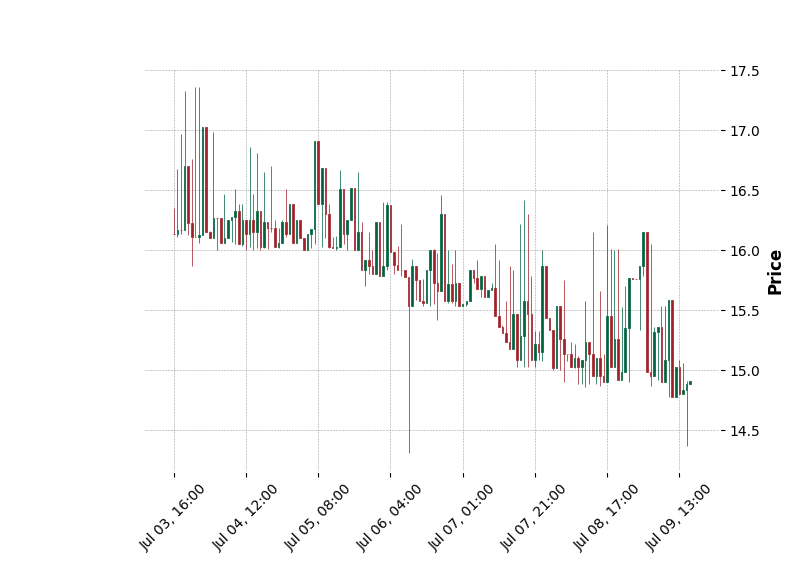 17.5
17.0
16.5
16.0
15.5
15.0
14.5
Price
Jul 03, 16:00
Jul 04, 12:00
Jul 05, 08:00
Jul 06, 04:00
Jul 07, 01:00
Jul 07, 21:00
Jul 08, 17:00
Jul 09, 13:00